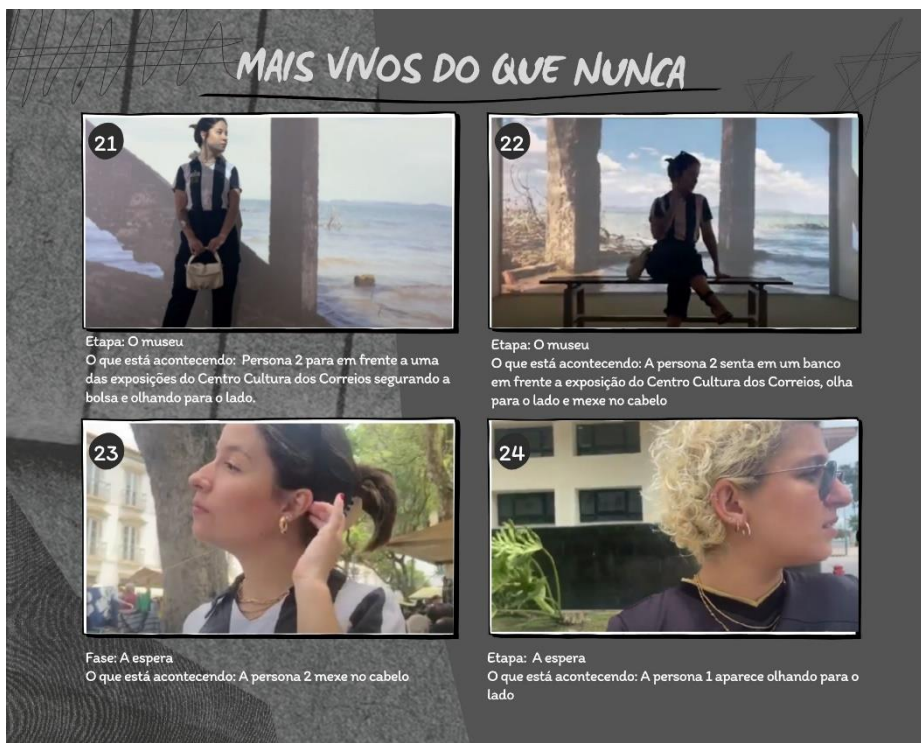 MAIS VIVOS DO QUE NUNCA
21
22
Etapa: O museu
O que está acontecendo:  Persona 2 para em frente a uma
das exposições do Centro Cultura dos Correios segurando a
bolsa e olhando para o lado.
Etapa: O museu
O que está acontecendo: A persona 2 senta em um banco
em frente a exposição do Centro Cultura dos Correios, olha
para o lado e mexe no cabelo
23
24
Fase: A espera
O que está acontecendo: A persona 2 mexe no cabelo
Etapa:  A espera
O que está acontecendo: A persona 1 aparece olhando para o
lado